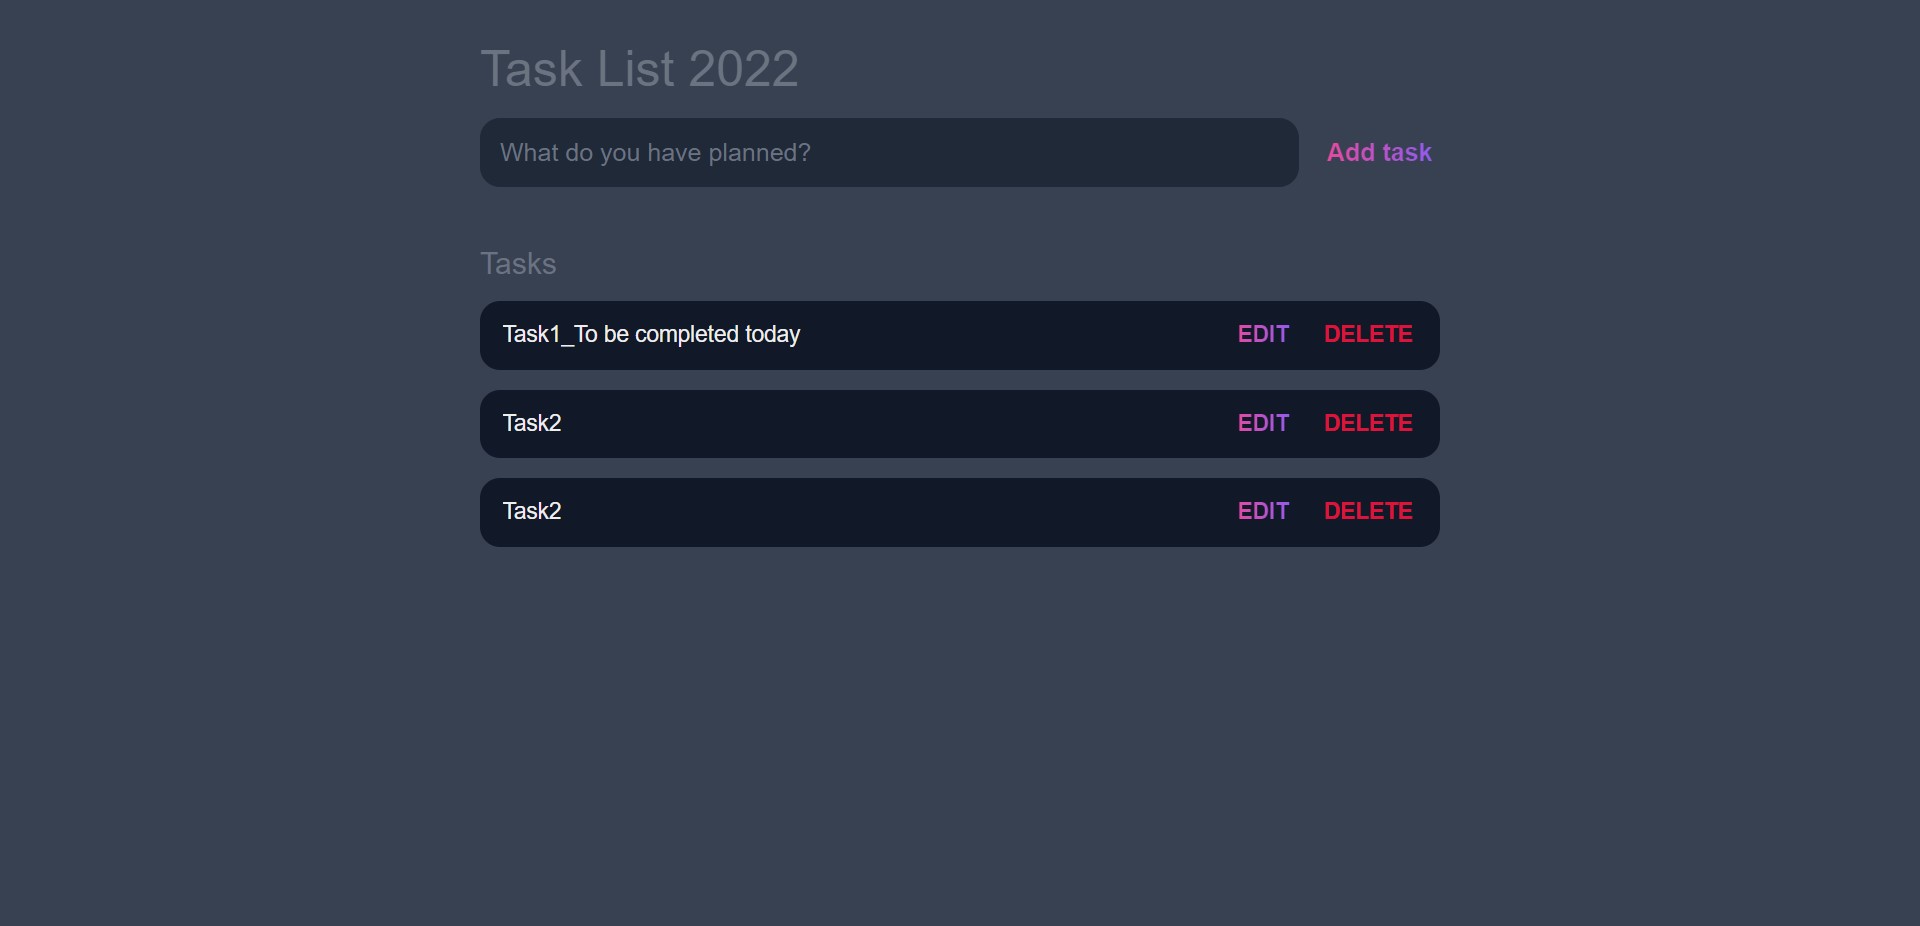 Task List 2022
What do you have planned? Add task
Tasks
Task1_To be completed today EDIT DELETE
Task2 EDIT DELETE
Task2 EDIT DELETE